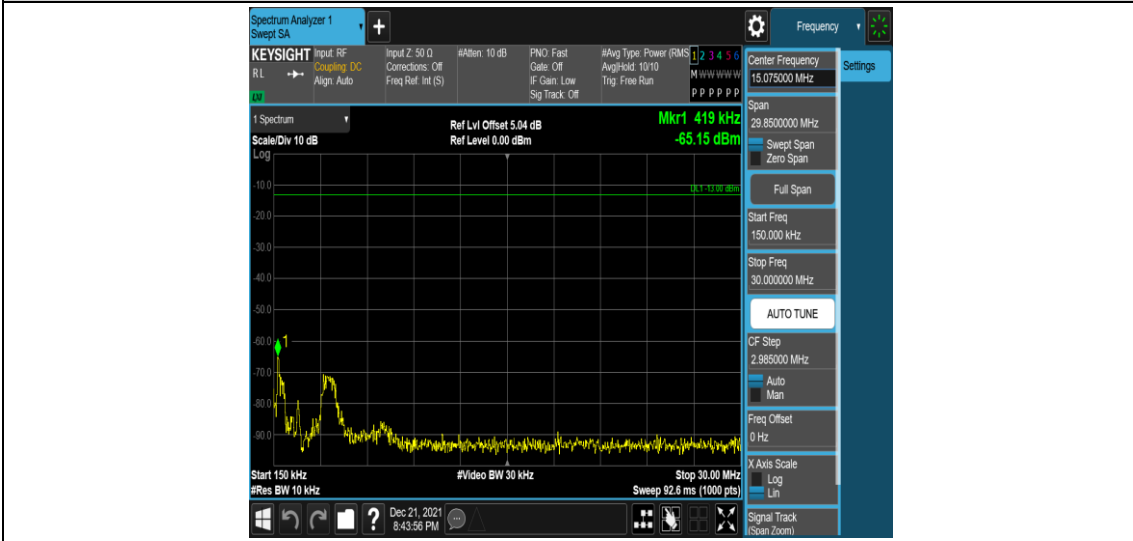 Spectrum Analyzer 1
Swept SA
+
Frequency
KEYSIGHT
RL
Input: RF
Coupling: DC
Align: Auto
Input Z: 50 Ω
Corrections: Off
Freq Ref: Int (S)
#Atten: 10 dB
PNO: Fast
Gate: Off
IF Gain: Low
Sig Track: Off
#Avg Type: Power (RMS
Avg|Hold: 10/10
Trig: Free Run
1 2 3 4 5 6
M W W W W W
P P P P P P
1 Spectrum
Scale/Div 10 dB
Log
Ref Lvl Offset 5.04 dB
Ref Level 0.00 dBm
Mkr1 419 kHz
-65.15 dBm
DL1 -13.00 dBm
-10.0
-20.0
-30.0
-40.0
-50.0
-60.0
1
-70.0
-80.0
-90.0
Start 150 kHz
#Res BW 10 kHz
#Video BW 30 kHz
Stop 30.00 MHz
Sweep 92.6 ms (1000 pts)
?
Dec 21, 2021
8:43:56 PM
Center Frequency
15.075000 MHz
Settings
Span
29.8500000 MHz
Swept Span
Zero Span
Full Span
Start Freq
150.000 kHz
Stop Freq
30.000000 MHz
AUTO TUNE
CF Step
2.985000 MHz
Auto
Man
Freq Offset
0 Hz
X Axis Scale
Log
Lin
Signal Track
(Span Zoom)